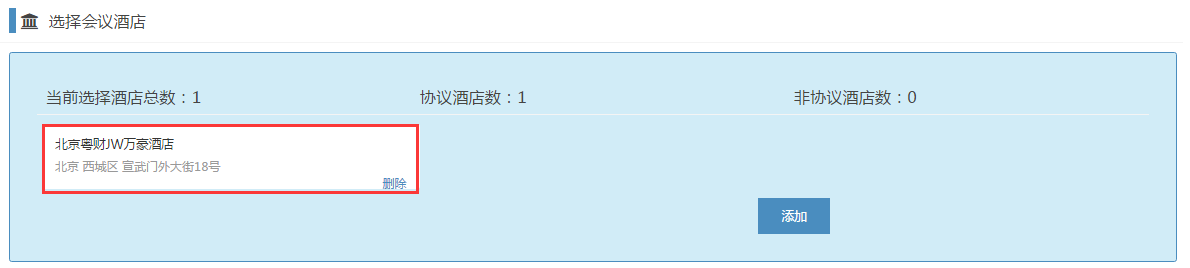 选择会议酒店
当前选择酒店总数：1 协议酒店数：1 非协议酒店数：0
北京粤财JW万豪酒店
北京 西城区 宣武门外大街18号
删除
添加